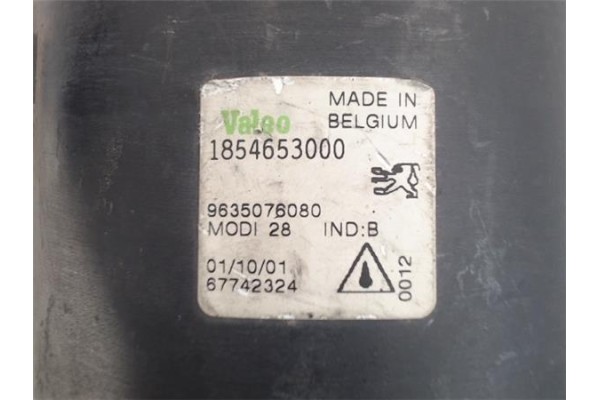 Valeo
MADE IN
BELGIUM
1854653000
9635076080
MODI 28 IND:B
01/10/01
67742324
0012